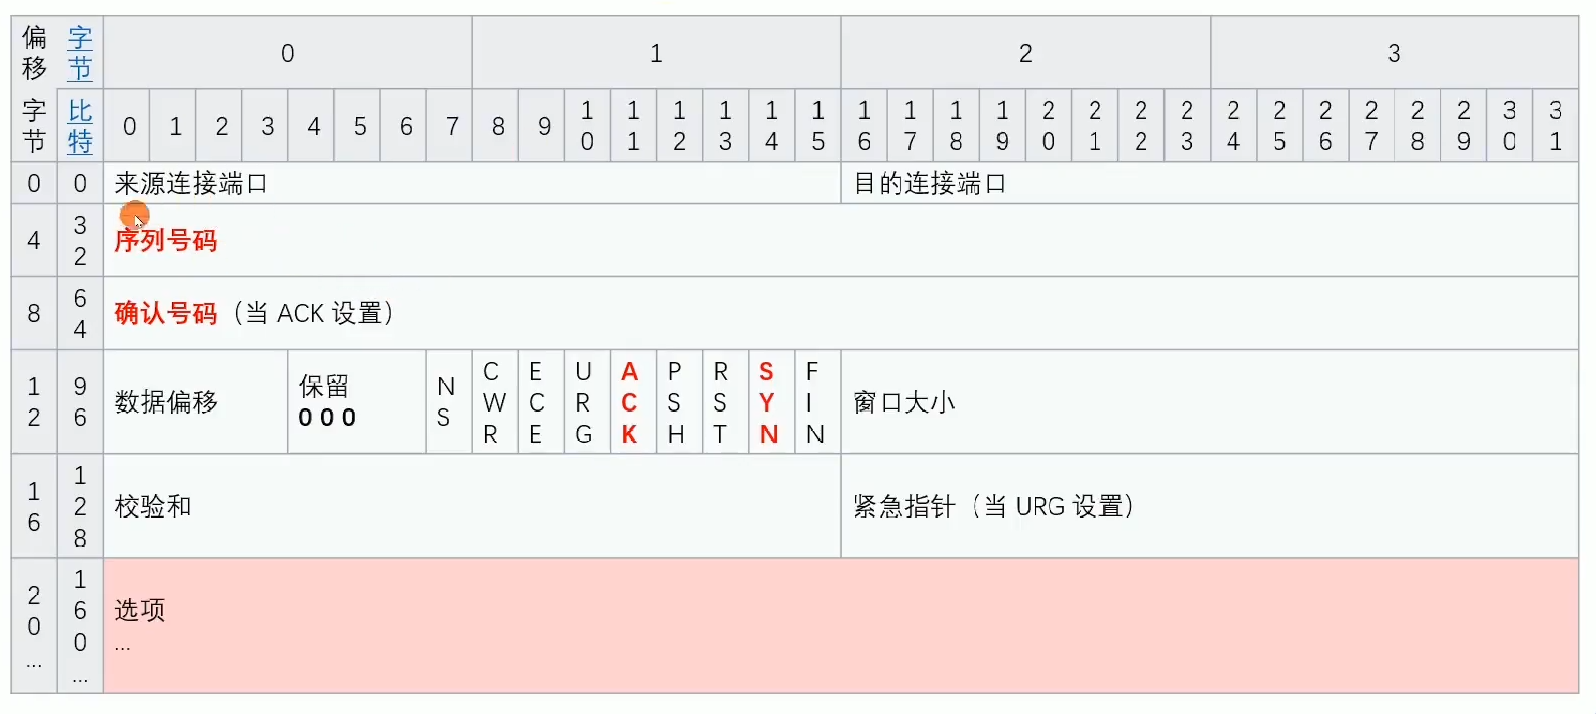 偏移 字节 0 1 2 3
字节 比特 0 1 2 3 4 5 6 7 8 9 10 11 12 13 14 15 16 17 18 19 20 21 22 23 24 25 26 27 28 29 30 31
0 0 来源连接端口 目的连接端口
4 32 序列号码
8 64 确认号码（当 ACK 设置）
12 96 数据偏移 保留 0 0 0 NS CWR ECE URG ACK PSH RST SYN FIN 窗口大小
16 128 校验和 紧急指针（当 URG 设置）
20 ... 160 ... 选项 ...